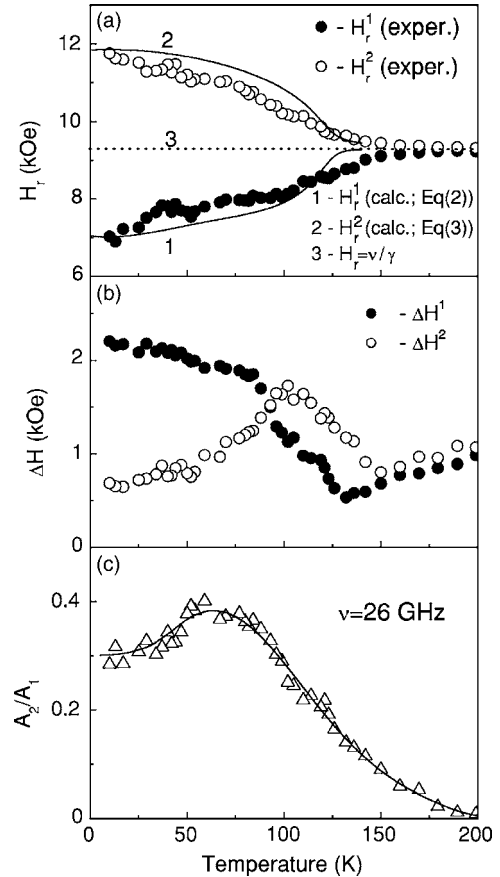 (a)
2
- H_r^1 (exper.)
- H_r^2 (exper.)
12
10
8
6
H_r (kOe)
3
1
1 - H_r^1 (calc.; Eq(2))
2 - H_r^2 (calc.; Eq(3))
3 - H_r=ν/γ
(b)
- ΔH^1
- ΔH^2
2
1
0
ΔH (kOe)
(c)
ν=26 GHz
0.4
0.2
0
A_2/A_1
0 50 100 150 200
Temperature (K)